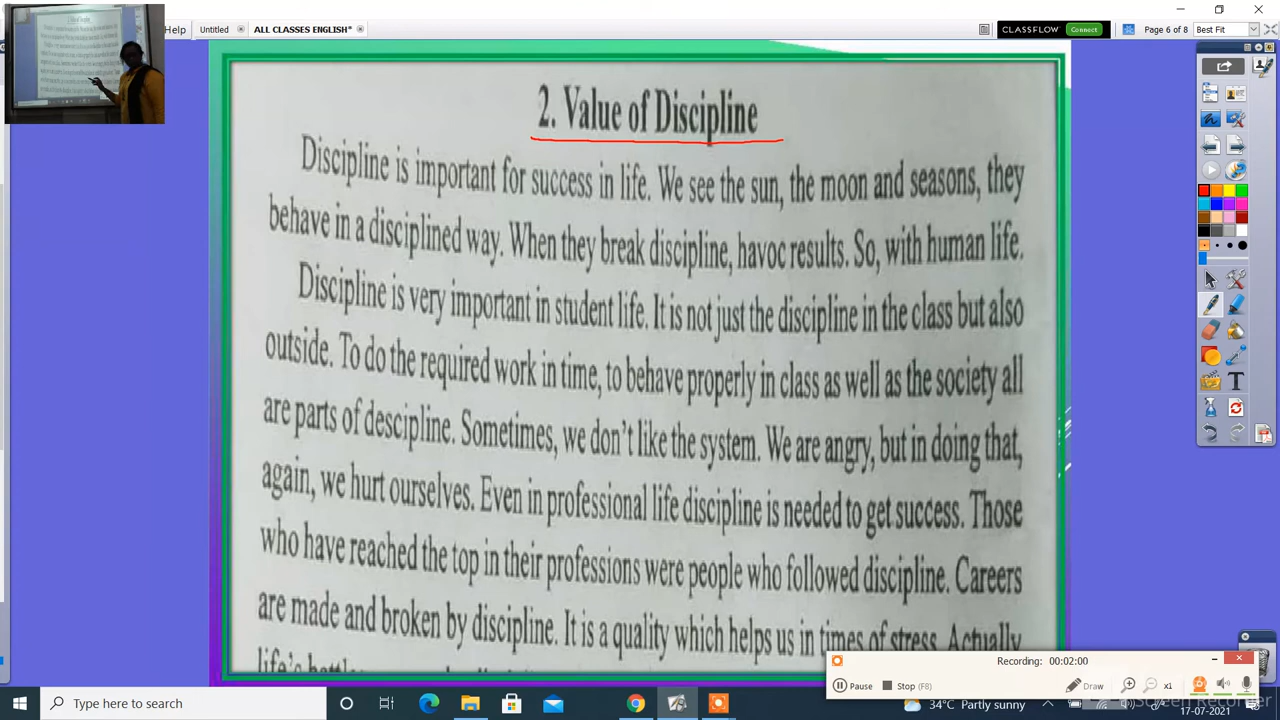 Help
Untitled
ALL CLASSES ENGLISH*
CLASSFLOW
Connect
Page 6 of 8
Best Fit
2. Value of Discipline
Discipline is important for success in life. We see the sun, the moon and seasons, they
behave in a disciplined way. When they break discipline, havoc results. So, with human life.
Discipline is very important in student life. It is not just the discipline in the class but also
outside. To do the required work in time, to behave properly in class as well as the society all
are parts of descipline. Sometimes, we don't like the system. We are angry, but in doing that,
again, we hurt ourselves. Even in professional life discipline is needed to get success. Those
who have reached the top in their professions were people who followed discipline. Careers
are made and broken by discipline. It is a quality which helps us in times of stress. Actually
life's
Recording: 00:02:00
Pause
Stop (F8)
Draw
x1
Type here to search
34°C Partly sunny
Screen Recorder
17-07-2021